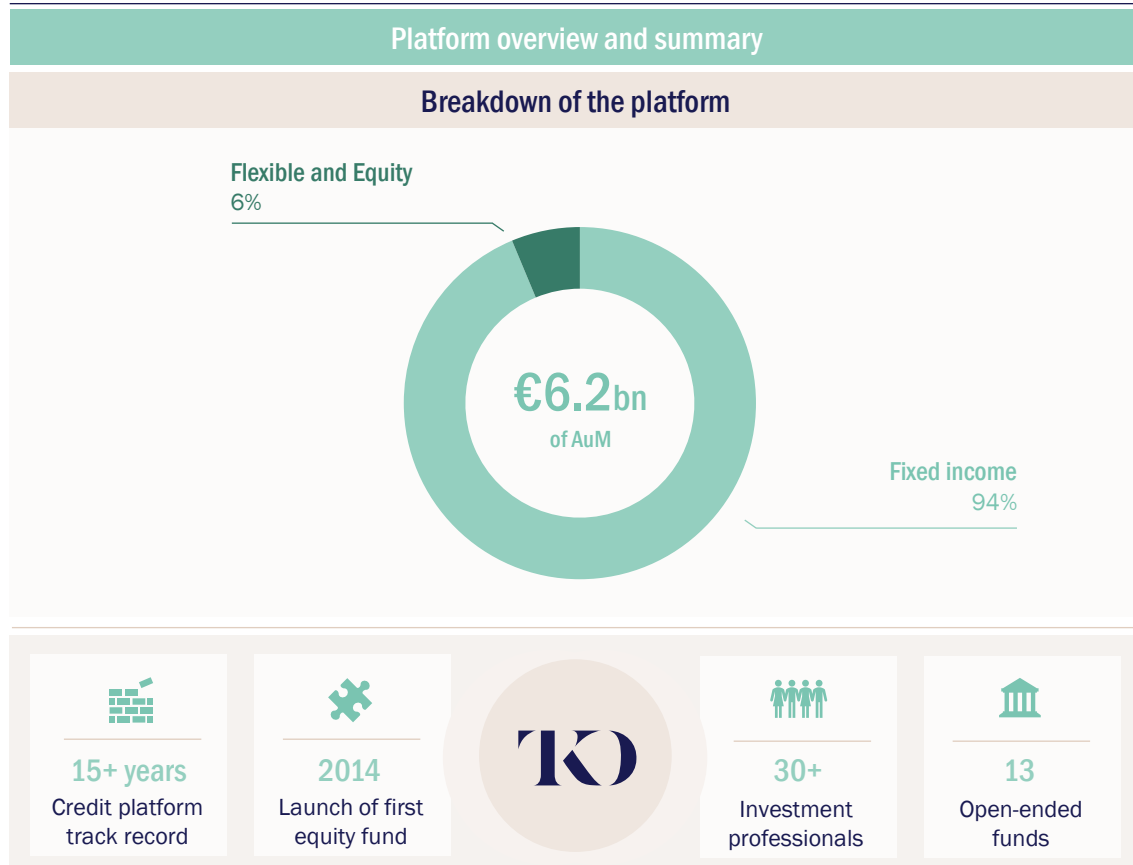 Platform overview and summary
Breakdown of the platform
Flexible and Equity
6%
€6.2bn
of AuM
Fixed income
94%
15+ years
Credit platform
track record
2014
Launch of first
equity fund
TKO
30+
Investment
professionals
13
Open-ended
funds